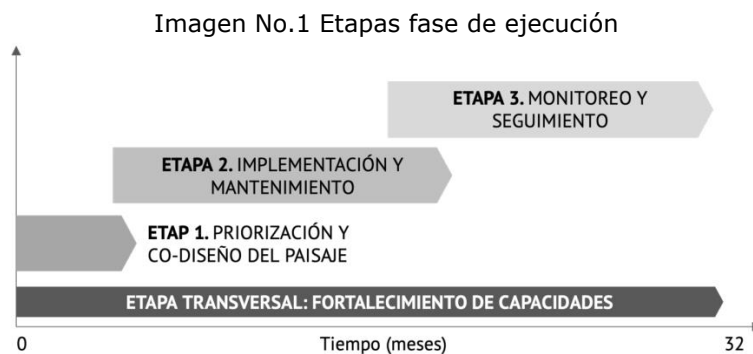 Imagen No.1 Etapas fase de ejecución
ETAPA 3. MONITOREO Y
SEGUIMIENTO
ETAPA 2. IMPLEMENTACIÓN Y
MANTENIMIENTO
ETAP 1. PRIORIZACIÓN Y
CO-DISEÑO DEL PAISAJE
ETAPA TRANSVERSAL: FORTALECIMIENTO DE CAPACIDADES
0 Tiempo (meses) 32